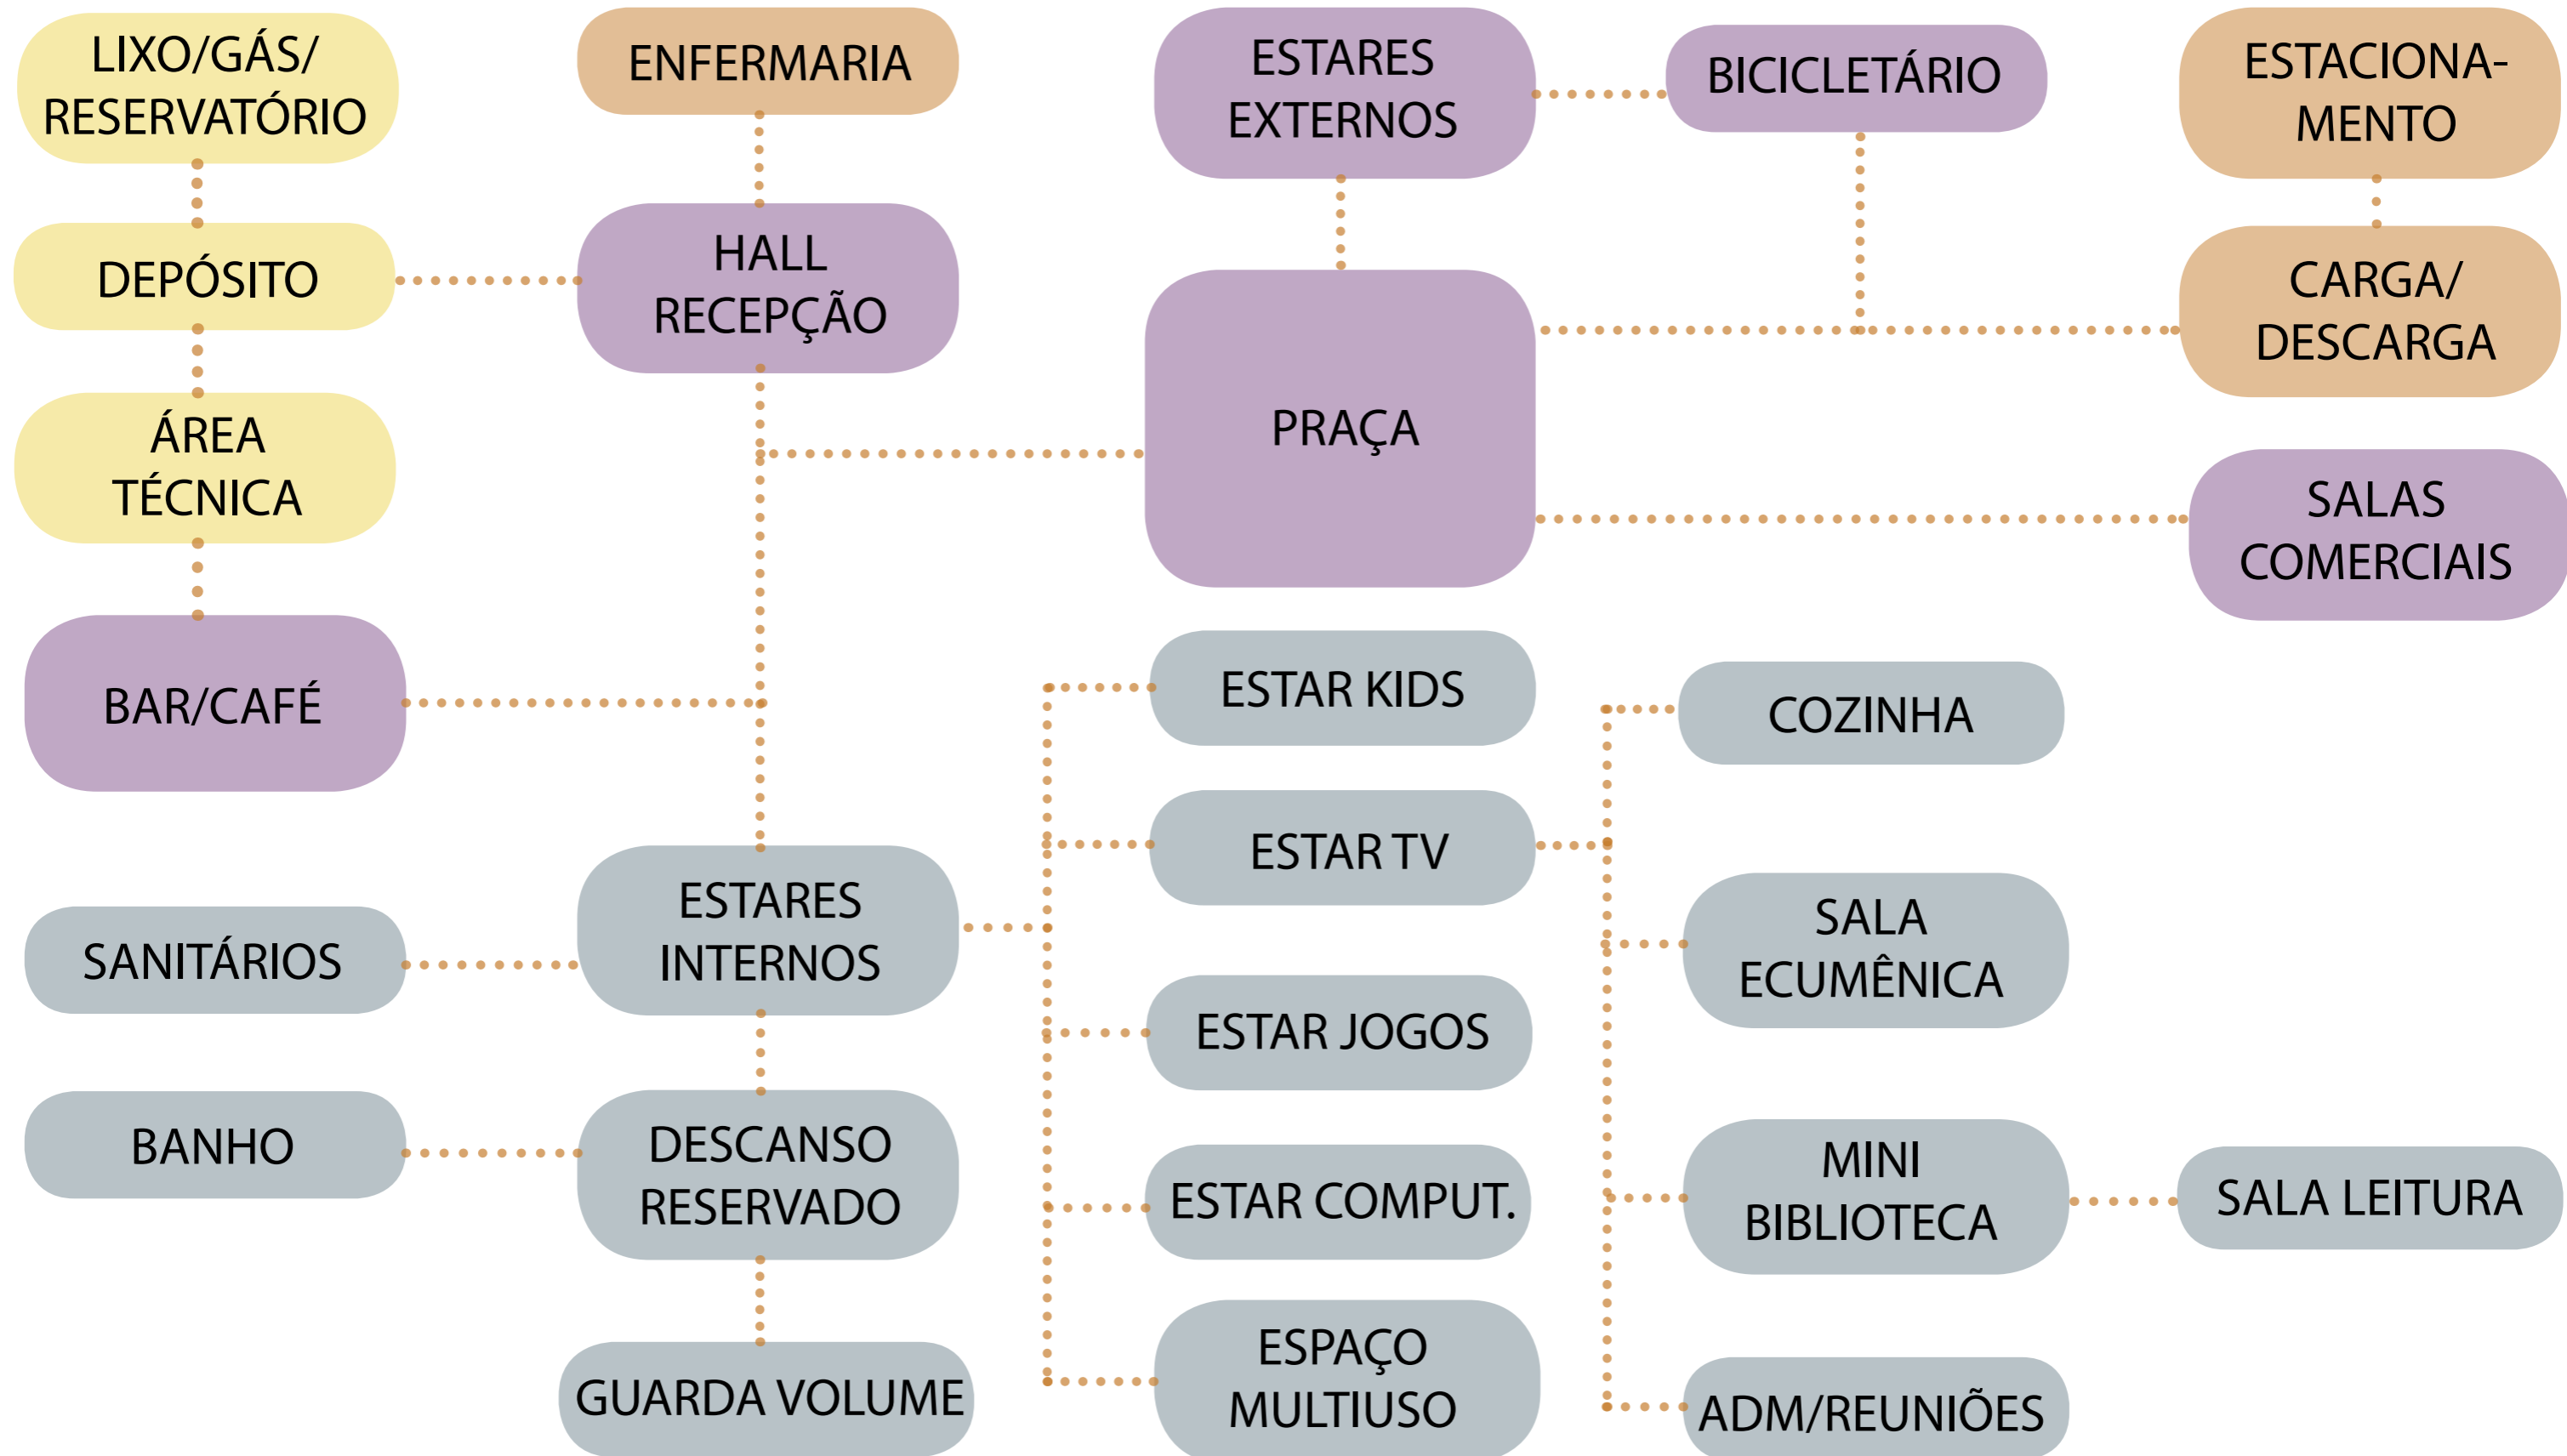 LIXO/GÁS/
RESERVATÓRIO
ENFERMARIA
ESTARES
EXTERNOS
BICICLETÁRIO
ESTACIONA-
MENTO
DEPÓSITO
HALL
RECEPÇÃO
CARGA/
DESCARGA
ÁREA
TÉCNICA
PRAÇA
SALAS
COMERCIAIS
BAR/CAFÉ
ESTAR KIDS
COZINHA
ESTAR TV
SANITÁRIOS
ESTARES
INTERNOS
SALA
ECUMÊNICA
ESTAR JOGOS
BANHO
DESCANSO
RESERVADO
ESTAR COMPUT.
MINI
BIBLIOTECA
SALA LEITURA
GUARDA VOLUME
ESPAÇO
MULTIUSO
ADM/REUNIÕES